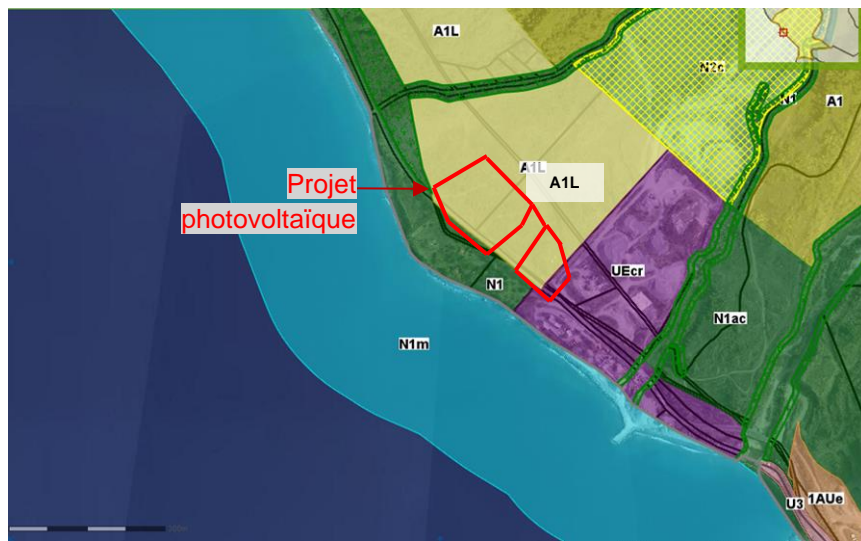 A1L
N2c
N1
A1
A1L
A1L
Projet
photovoltaïque
UEcr
N1
N1ac
N1m
U3
1AUe